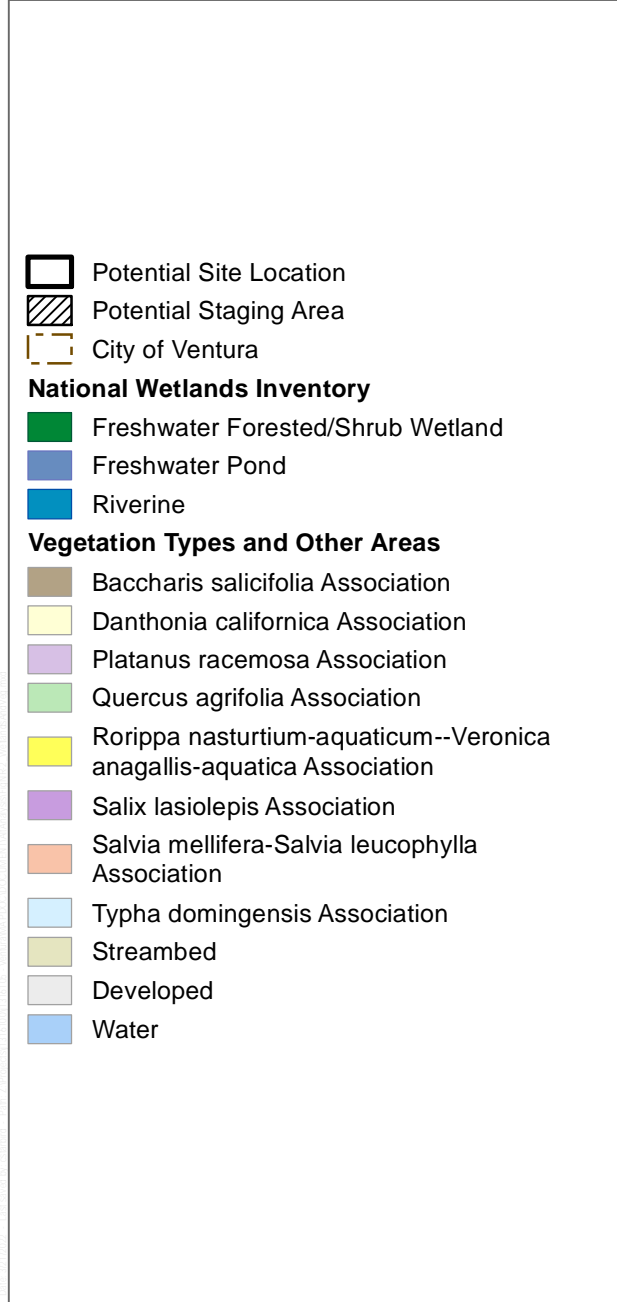 Potential Site Location
Potential Staging Area
City of Ventura
National Wetlands Inventory
Freshwater Forested/Shrub Wetland
Freshwater Pond
Riverine
Vegetation Types and Other Areas
Baccharis salicifolia Association
Danthonia californica Association
Platanus racemosa Association
Quercus agrifolia Association
Rorippa nasturtium-aquaticum--Veronica
anagallis-aquatica Association
Salix lasiolepis Association
Salvia mellifera-Salvia leucophylla
Association
Typha domingensis Association
Streambed
Developed
Water